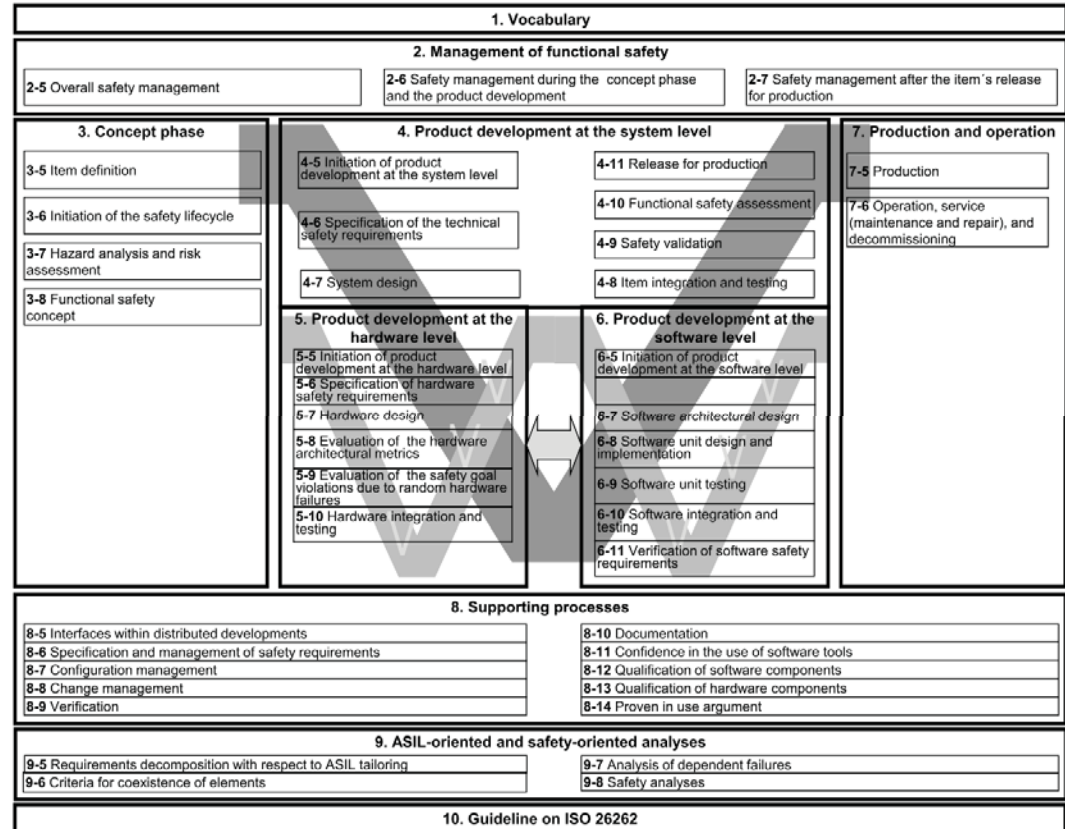 1. Vocabulary
2. Management of functional safety
2-5 Overall safety management
2-6 Safety management during the concept phase
and the product development
2-7 Safety management after the item´s release
for production
3. Concept phase
3-5 Item definition
3-6 Initiation of the safety lifecycle
3-7 Hazard analysis and risk
assessment
3-8 Functional safety
concept
4. Product development at the system level
4-5 Initiation of product
development at the system level
4-6 Specification of the technical
safety requirements
4-7 System design
4-11 Release for production
4-10 Functional safety assessment
4-9 Safety validation
4-8 Item integration and testing
7. Production and operation
7-5 Production
7-6 Operation, service
(maintenance and repair), and
decommissioning
5. Product development at the
hardware level
5-5 Initiation of product
development at the hardware level
5-6 Specification of hardware
safety requirements
5-7 Hardware design
5-8 Evaluation of the hardware
architectural metrics
5-9 Evaluation of the safety goal
violations due to random hardware
failures
5-10 Hardware integration and
testing
6. Product development at the
software level
6-5 Initiation of product
development at the software level
6-7 Software architectural design
6-8 Software unit design and
implementation
6-9 Software unit testing
6-10 Software integration and
testing
6-11 Verification of software safety
requirements
8. Supporting processes
8-5 Interfaces within distributed developments
8-6 Specification and management of safety requirements
8-7 Configuration management
8-8 Change management
8-9 Verification
8-10 Documentation
8-11 Confidence in the use of software tools
8-12 Qualification of software components
8-13 Qualification of hardware components
8-14 Proven in use argument
9. ASIL-oriented and safety-oriented analyses
9-5 Requirements decomposition with respect to ASIL tailoring
9-6 Criteria for coexistence of elements
9-7 Analysis of dependent failures
9-8 Safety analyses
10. Guideline on ISO 26262